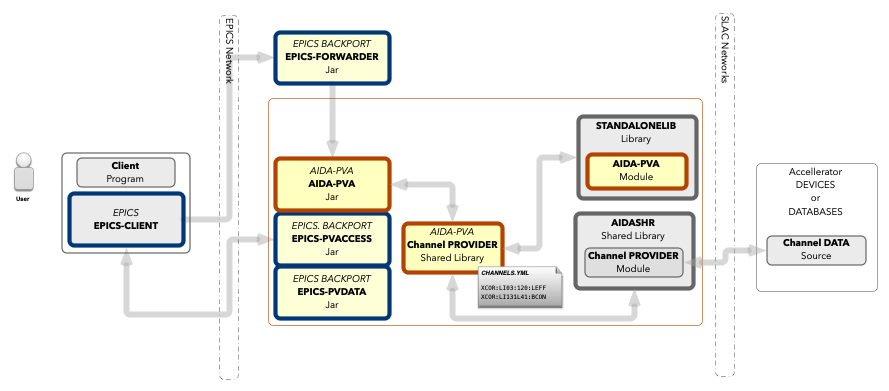 EPICS Network
SLAC Networks
EPICS BACKPORT
EPICS-FORWARDER
Jar
User
Client
Program
EPICS
EPICS-CLIENT
AIDA-PVA
AIDA-PVA
Jar
EPICS. BACKPORT
EPICS-PVACCESS
Jar
EPICS BACKPORT
EPICS-PVDATA
Jar
AIDA-PVA
Channel PROVIDER
Shared Library
CHANNELS.YML
XCOR:LI03:120:LEFF
XCOR:LI131L41:BCON
STANDALONELIB
Library
AIDA-PVA
Module
AIDASHR
Shared Library
Channel PROVIDER
Module
Accellerator
DEVICES
or
DATABASES
Channel DATA
Source